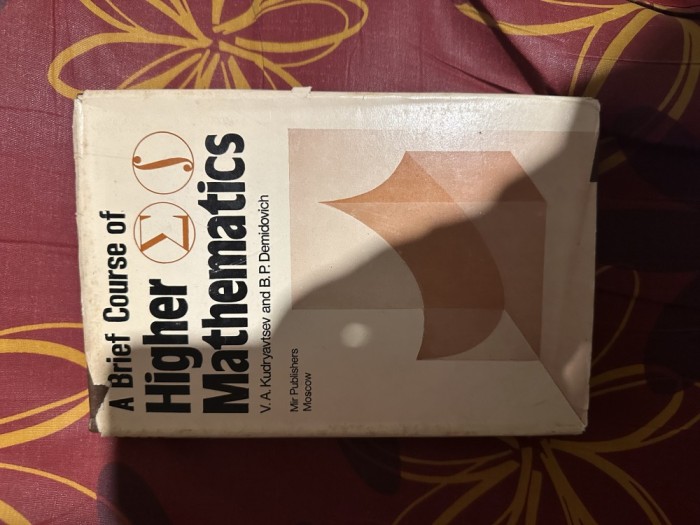 A Brief Course of
Higher Σ ∫
Mathematics
V. A. Kudryavtsev and B. P. Demidovich
Mir Publishers
Moscow